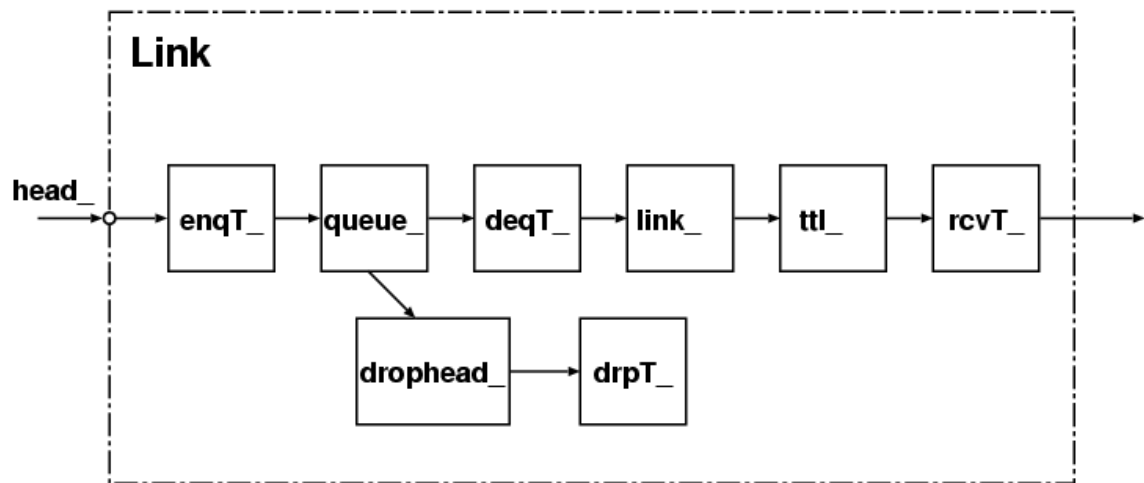 Link
head_
enqT_
queue_
deqT_
link_
ttl_
rcvT_
drophead_
drpT_